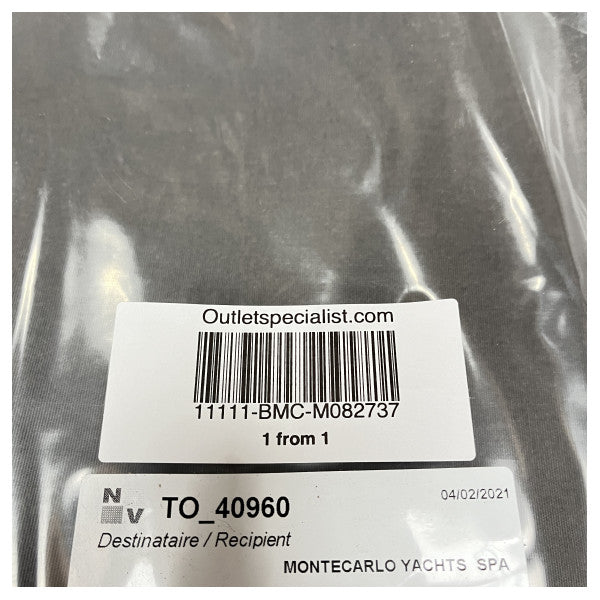 Outletspecialist.com
11111-BMC-M082737
1 from 1
N
V
TO_40960
04/02/2021
Destinataire / Recipient
MONTECARLO YACHTS SPA